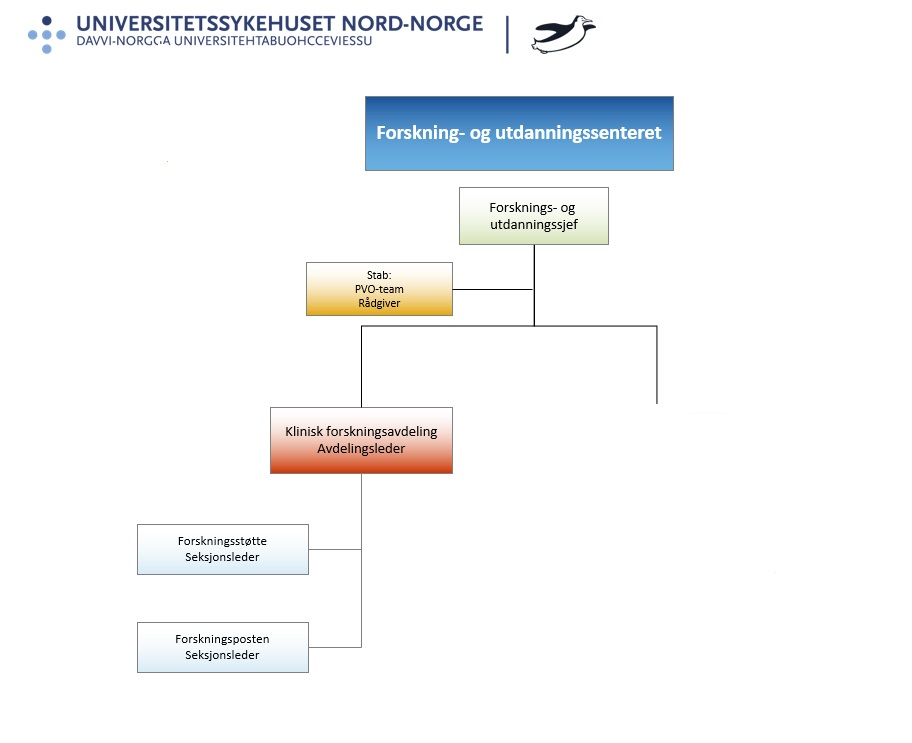 UNIVERSITETSSYKEHUSET NORD-NORGE
DAVVI-NORGGA UNIVERSITEHTABUOHCCEVIESSU
Forskning- og utdanningssenteret
Forsknings- og
utdanningssjef
Stab:
PVO-team
Rådgiver
Klinisk forskningsavdeling
Avdelingsleder
Forskningsstøtte
Seksjonsleder
Forskningsposten
Seksjonsleder